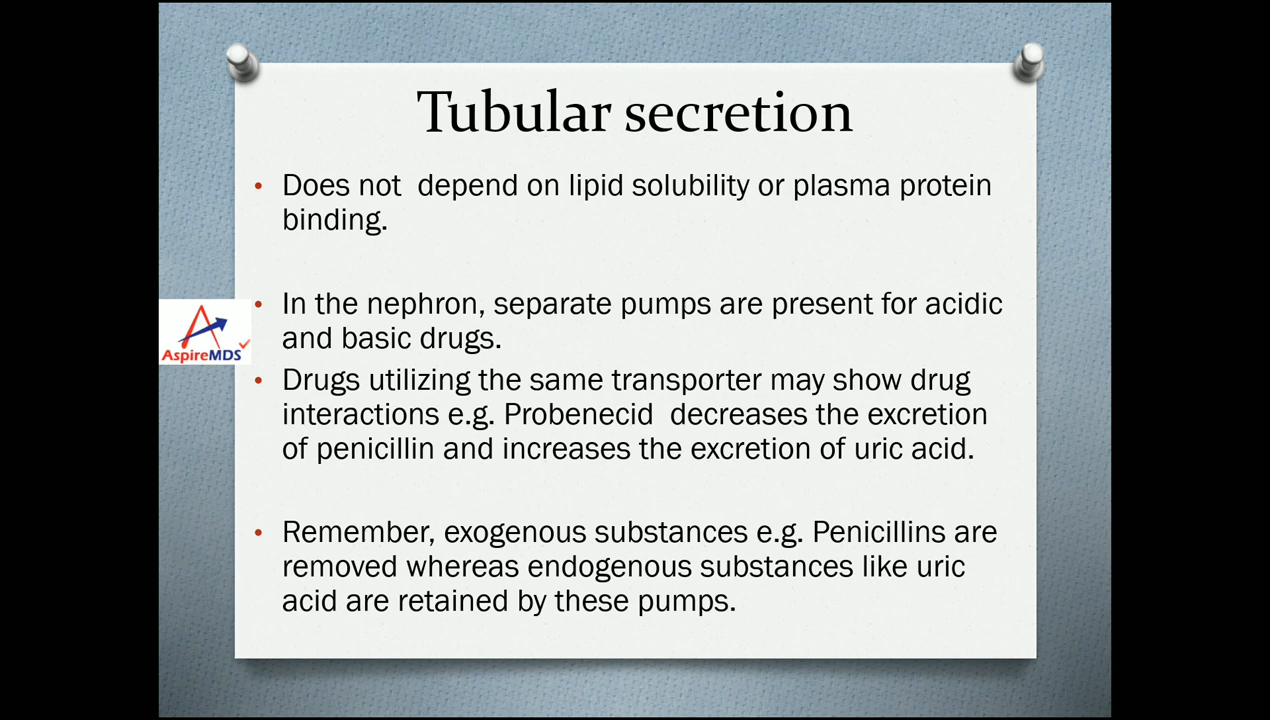 Tubular secretion
• Does not depend on lipid solubility or plasma protein
binding.
• In the nephron, separate pumps are present for acidic
and basic drugs.
AspireMDS
• Drugs utilizing the same transporter may show drug
interactions e.g. Probenecid decreases the excretion
of penicillin and increases the excretion of uric acid.
• Remember, exogenous substances e.g. Penicillins are
removed whereas endogenous substances like uric
acid are retained by these pumps.